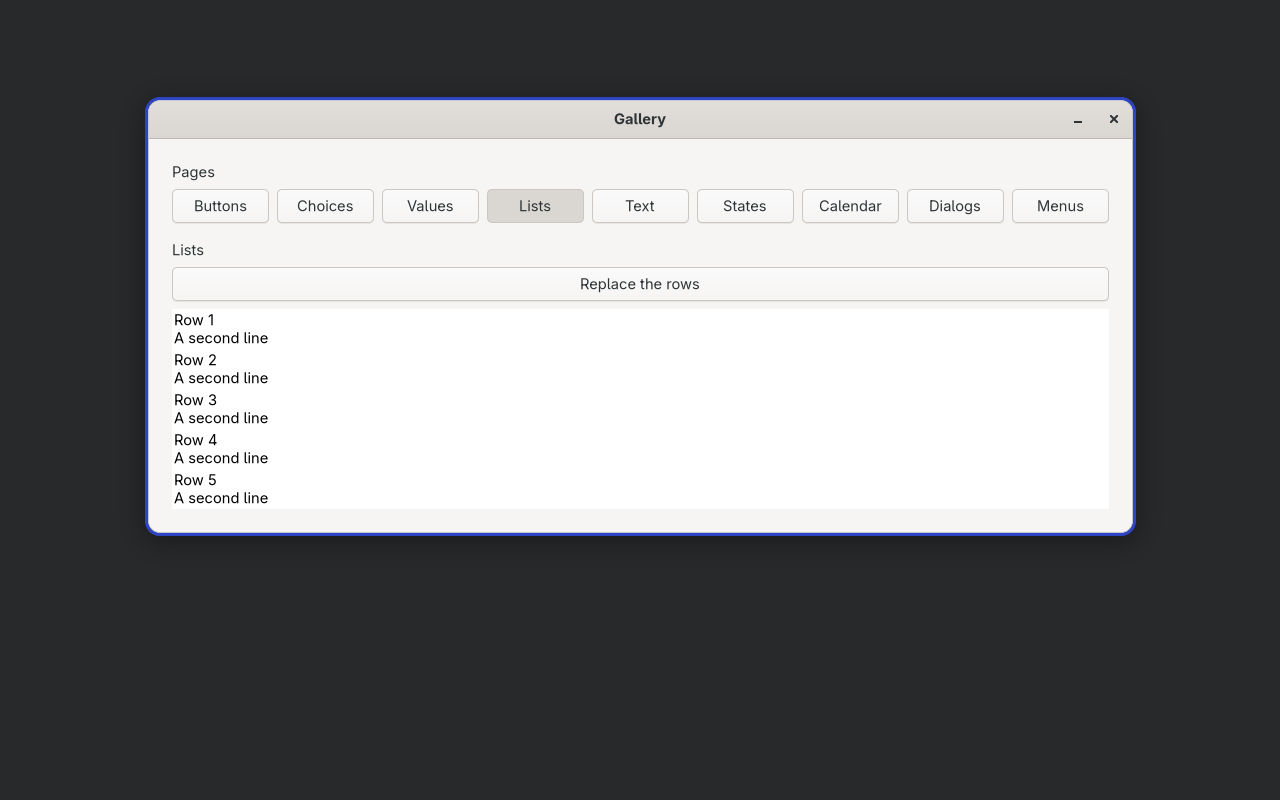 Gallery
Pages
Buttons Choices Values Lists Text States Calendar Dialogs Menus
Lists
Replace the rows
Row 1
A second line
Row 2
A second line
Row 3
A second line
Row 4
A second line
Row 5
A second line